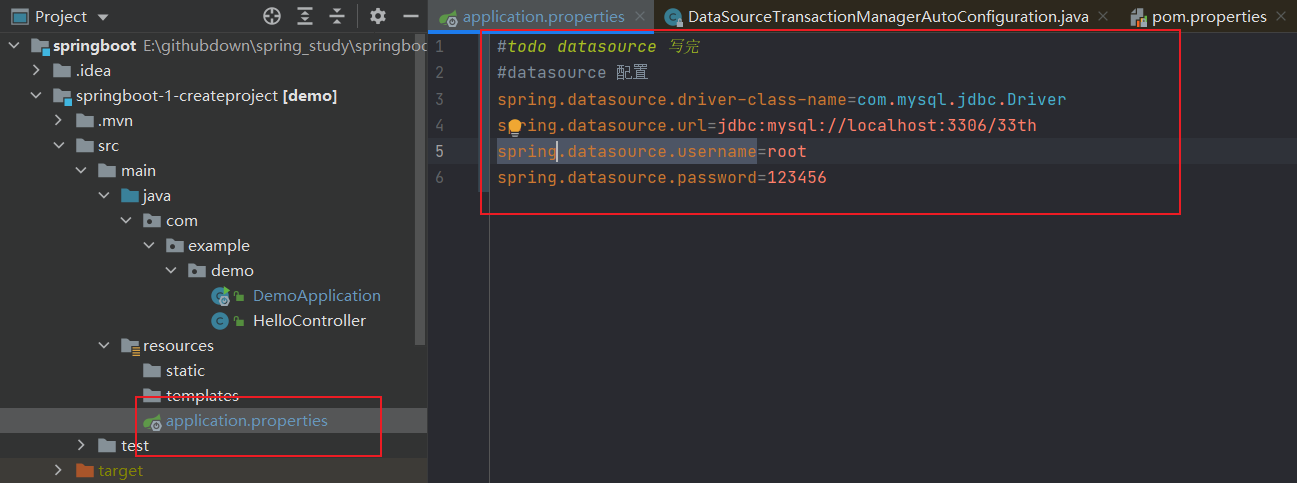 Project
application.properties
DataSourceTransactionManagerAutoConfiguration.java
pom.properties
springboot E:\githubdown\spring_study\springboot
.idea
springboot-1-createproject [demo]
.mvn
src
main
java
com
example
demo
DemoApplication
HelloController
resources
static
templates
application.properties
test
target
1 #todo datasource 写完
2 #datasource 配置
3 spring.datasource.driver-class-name=com.mysql.jdbc.Driver
4 spring.datasource.url=jdbc:mysql://localhost:3306/33th
5 spring.datasource.username=root
6 spring.datasource.password=123456